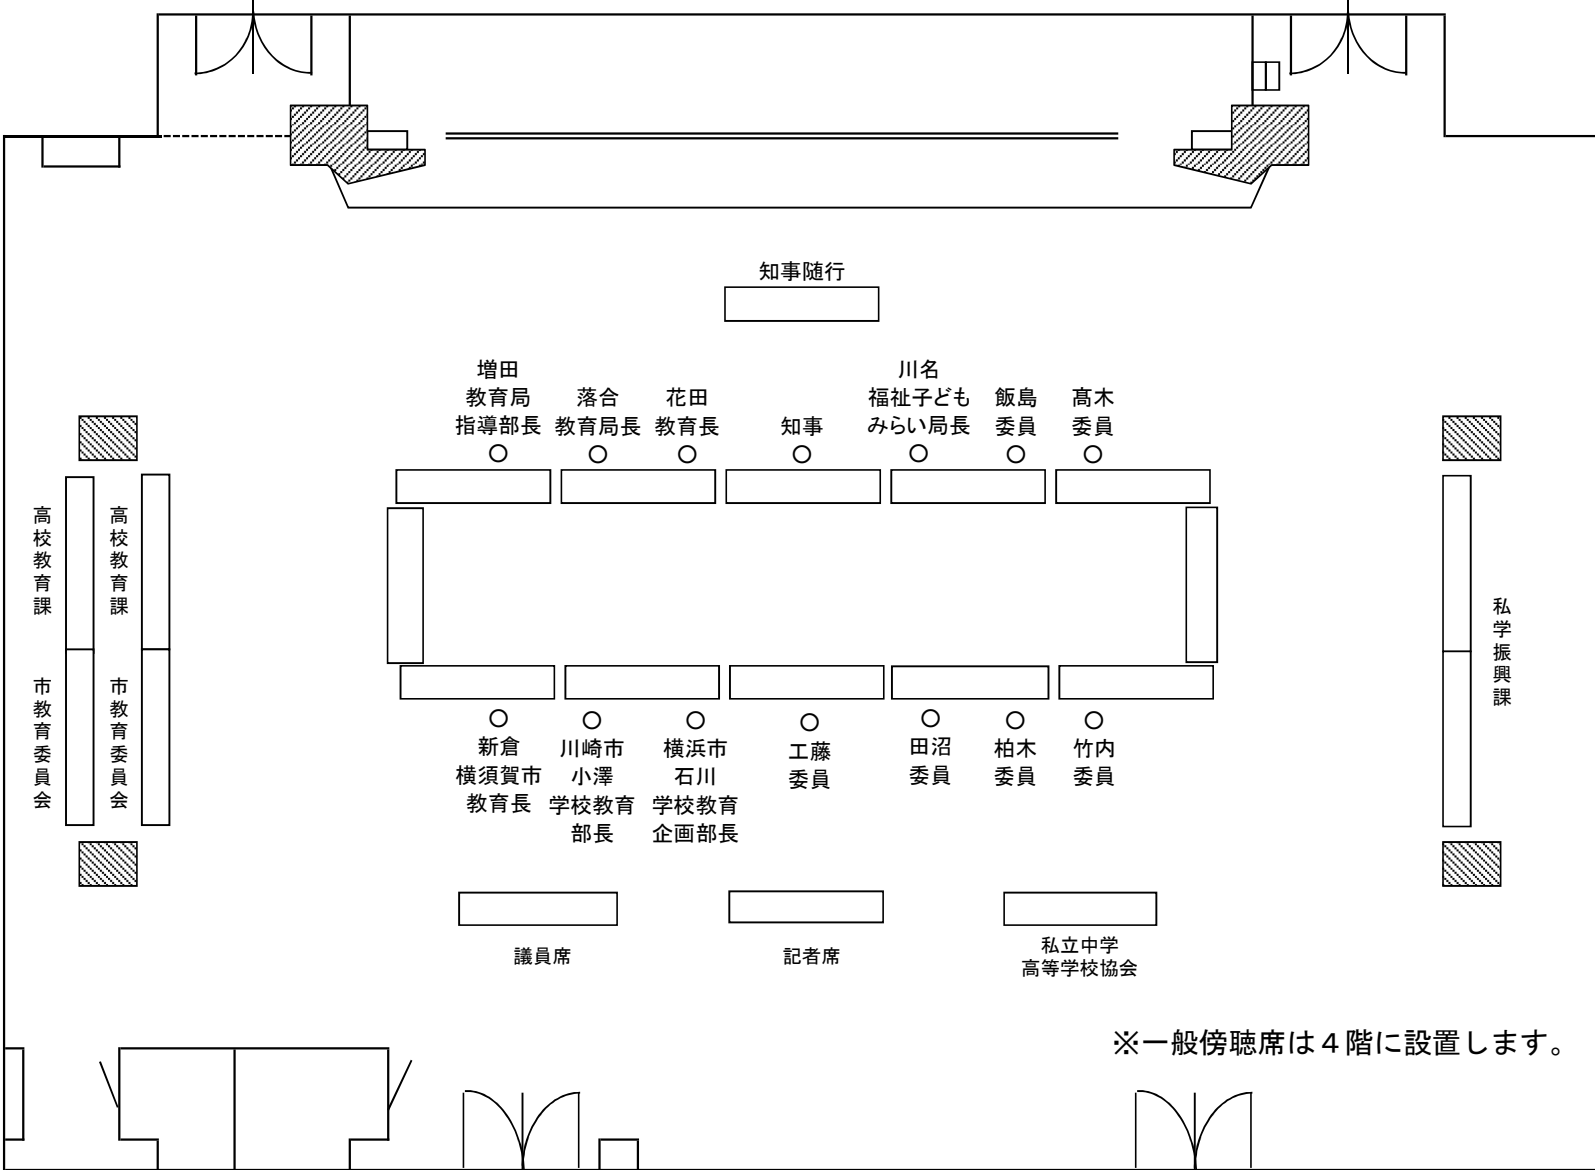 知事随行
増田
教育局
指導部長
落合
教育局長
花田
教育長
知事
川名
福祉子ども
みらい局長
飯島
委員
髙木
委員
高校教育課
高校教育課
市教育委員会
市教育委員会
私学振興課
新倉
横須賀市
教育長
川崎市
小澤
学校教育
部長
横浜市
石川
学校教育
企画部長
工藤
委員
田沼
委員
柏木
委員
竹内
委員
議員席
記者席
私立中学
高等学校協会
※一般傍聴席は４階に設置します。